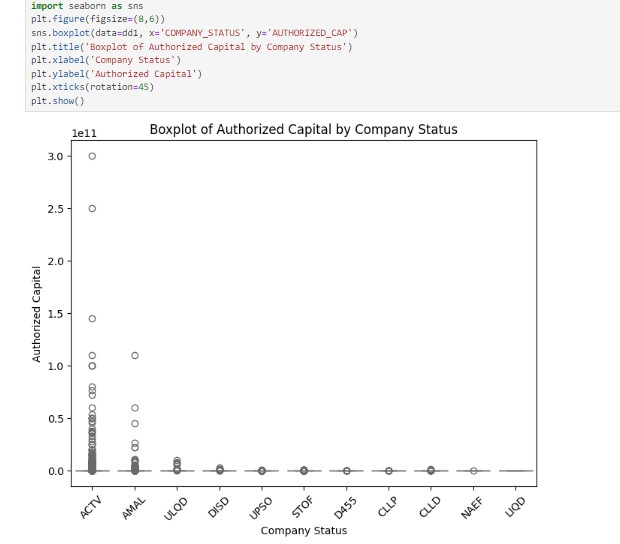 import seaborn as sns
plt.figure(figsize=(8,6))
sns.boxplot(data=dd1, x='COMPANY_STATUS', y='AUTHORIZED_CAP')
plt.title('Boxplot of Authorized Capital by Company Status')
plt.xlabel('Company Status')
plt.ylabel('Authorized Capital')
plt.xticks(rotation=45)
plt.show()
1e11
Boxplot of Authorized Capital by Company Status
3.0
2.5
2.0
1.5
1.0
0.5
0.0
Authorized Capital
ACTV
AMAL
ULQD
DISD
UPSO
STOF
D455
CLLP
CLLD
NAEF
LIQD
Company Status